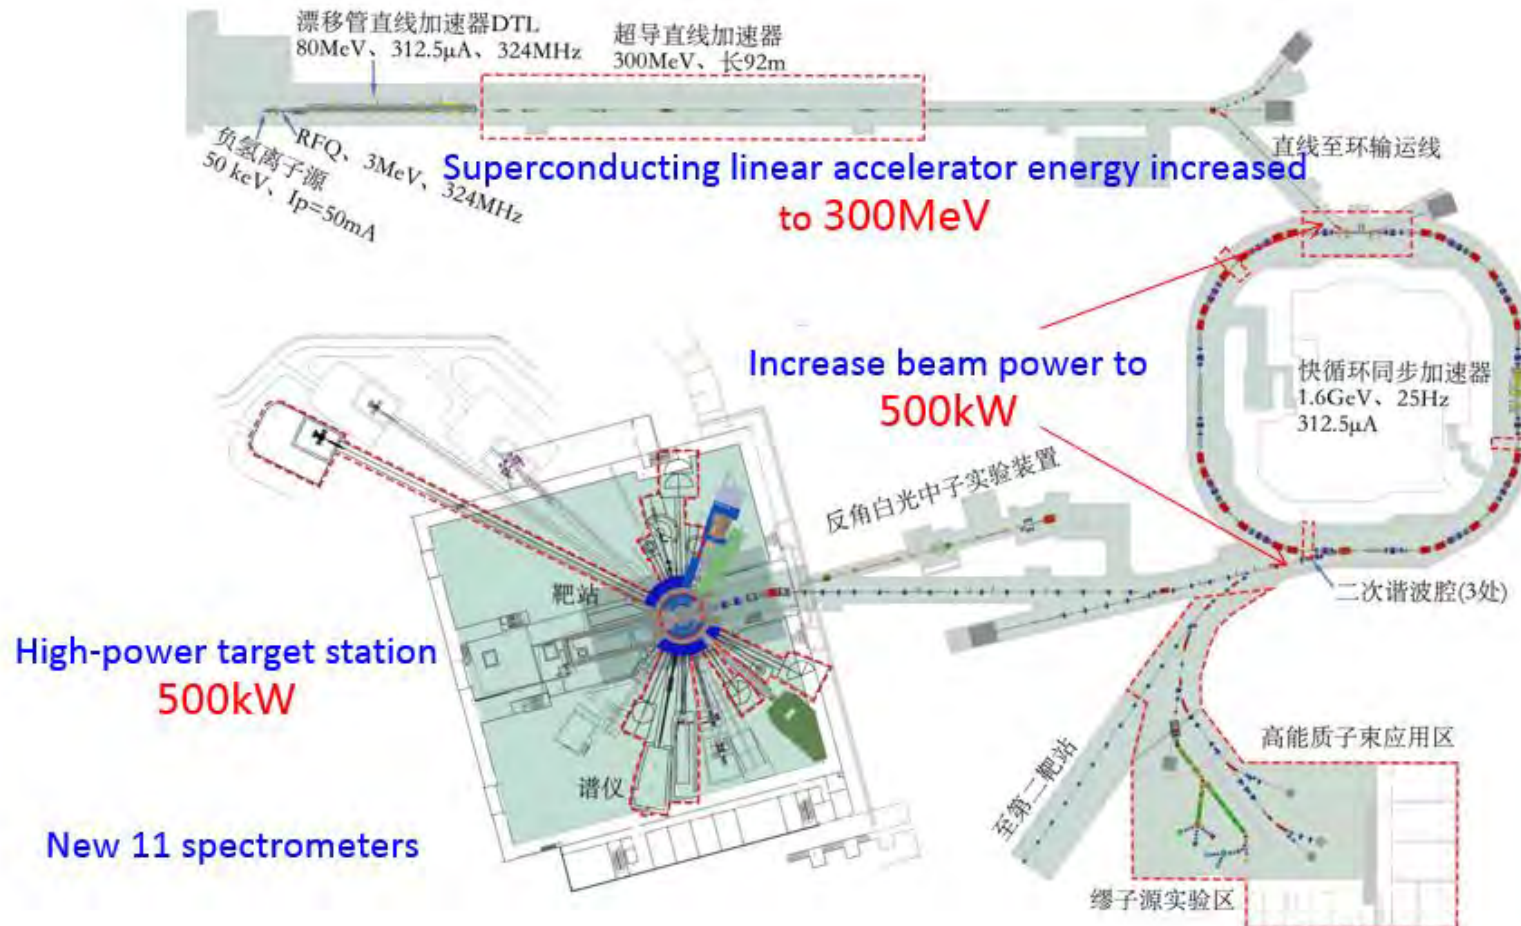 漂移管直线加速器DTL
80MeV、312.5μA、324MHz
超导直线加速器
300MeV、长92m
负氢离子源
50 keV、Ip=50mA
RFQ、3MeV、324MHz
Superconducting linear accelerator energy increased
to 300MeV
直线至环输运线
Increase beam power to
500kW
快循环同步加速器
1.6GeV、25Hz
312.5μA
反角白光中子实验装置
靶站
二次谐波腔(3处)
High-power target station
500kW
谱仪
至第二靶站
高能质子束应用区
New 11 spectrometers
缪子源实验区